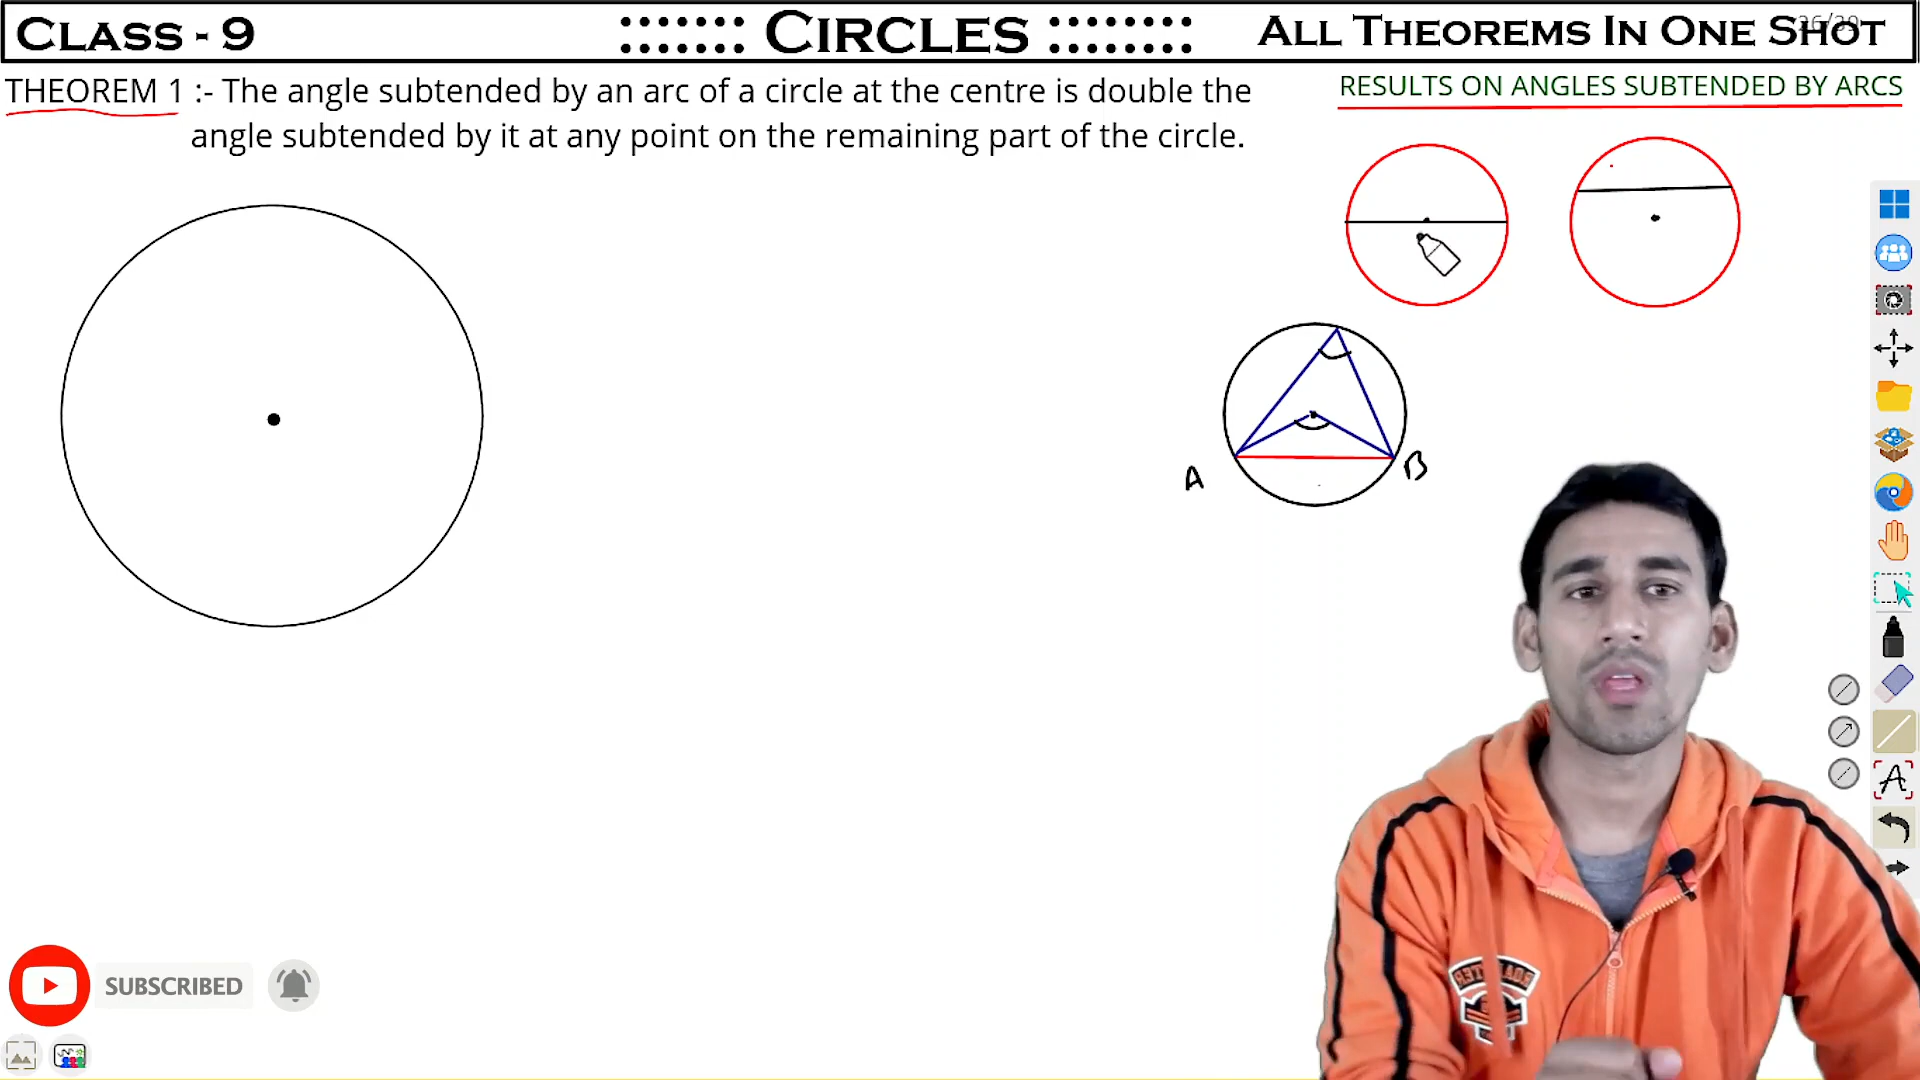 CLASS - 9
:::::::: CIRCLES ::::::::
ALL THEOREMS IN ONE SHOT
THEOREM 1 :- The angle subtended by an arc of a circle at the centre is double the
angle subtended by it at any point on the remaining part of the circle.
RESULTS ON ANGLES SUBTENDED BY ARCS
A
B
SUBSCRIBED